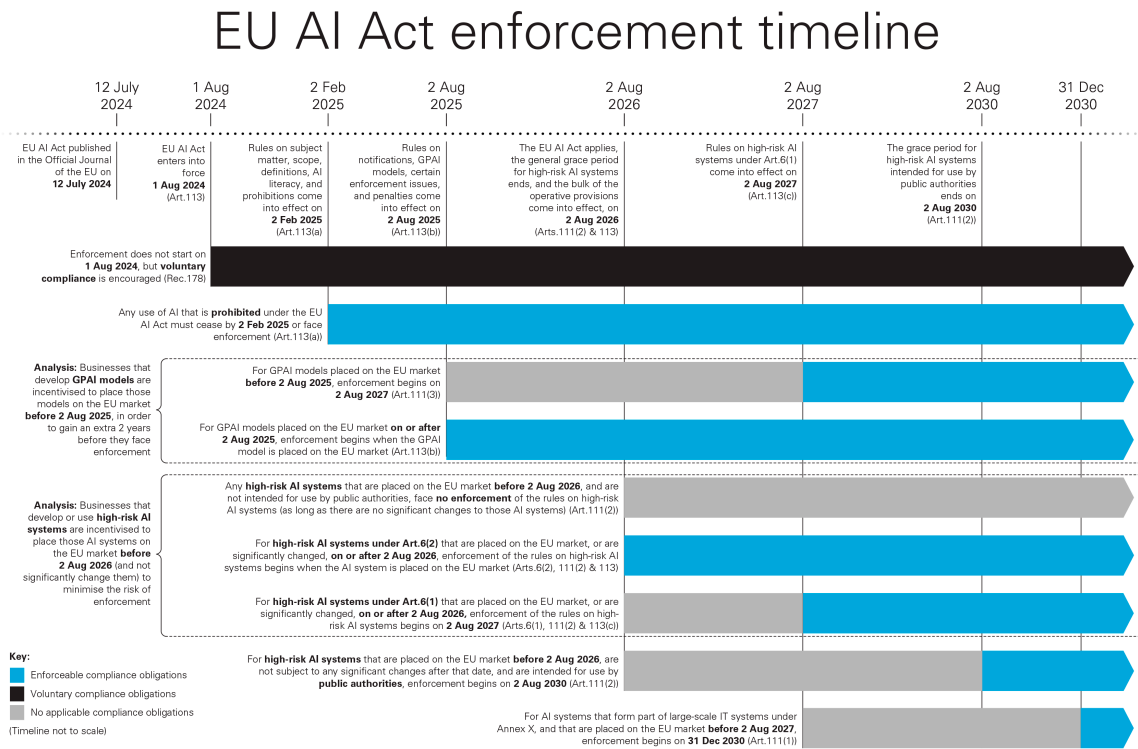 EU AI Act enforcement timeline
12 July
2024
1 Aug
2024
2 Feb
2025
2 Aug
2025
2 Aug
2026
2 Aug
2027
2 Aug
2030
31 Dec
2030
EU AI Act published
in the Official Journal
of the EU on
12 July 2024
EU AI Act
enters into
force
1 Aug 2024
(Art.113)
Rules on subject
matter, scope,
definitions, AI
literacy, and
prohibitions come
into effect on
2 Feb 2025
(Art.113(a)
Rules on
notifications, GPAI
models, certain
enforcement issues,
and penalties come
into effect on
2 Aug 2025
(Art.113(b))
The EU AI Act applies,
the general grace period
for high-risk AI systems
ends, and the bulk of the
operative provisions
come into effect, on
2 Aug 2026
(Arts.111(2) & 113)
Rules on high-risk AI
systems under Art.6(1)
come into effect on
2 Aug 2027
(Art.113(c))
The grace period for
high-risk AI systems
intended for use by
public authorities
ends on
2 Aug 2030
(Art.111(2))
Enforcement does not start on
1 Aug 2024, but voluntary
compliance is encouraged (Rec.178)
Any use of AI that is prohibited under the EU
AI Act must cease by 2 Feb 2025 or face
enforcement (Art.113(a))
Analysis: Businesses that
develop GPAI models are
incentivised to place those
models on the EU market
before 2 Aug 2025, in order
to gain an extra 2 years
before they face
enforcement
For GPAI models placed on the EU market
before 2 Aug 2025, enforcement begins on
2 Aug 2027 (Art.111(3))
For GPAI models placed on the EU market on or after
2 Aug 2025, enforcement begins when the GPAI
model is placed on the EU market (Art.113(b))
Analysis: Businesses that
develop or use high-risk AI
systems are incentivised to
place those AI systems on
the EU market before
2 Aug 2026 (and not
significantly change them) to
minimise the risk of
enforcement
Any high-risk AI systems that are placed on the EU market before 2 Aug 2026, and are
not intended for use by public authorities, face no enforcement of the rules on high-risk
AI systems (as long as there are no significant changes to those AI systems) (Art.111(2))
For high-risk AI systems under Art.6(2) that are placed on the EU market, or are
significantly changed, on or after 2 Aug 2026, enforcement of the rules on high-risk AI
systems begins when the AI system is placed on the EU market (Arts.6(2), 111(2) & 113)
For high-risk AI systems under Art.6(1) that are placed on the EU market, or are
significantly changed, on or after 2 Aug 2026, enforcement of the rules on high-
risk AI systems begins on 2 Aug 2027 (Arts.6(1), 111(2) & 113(c))
For high-risk AI systems that are placed on the EU market before 2 Aug 2026, are
not subject to any significant changes after that date, and are intended for use by
public authorities, enforcement begins on 2 Aug 2030 (Art.111(2))
For AI systems that form part of large-scale IT systems under
Annex X, and that are placed on the EU market before 2 Aug 2027,
enforcement begins on 31 Dec 2030 (Art.111(1))
Key:
Enforceable compliance obligations
Voluntary compliance obligations
No applicable compliance obligations
(Timeline not to scale)